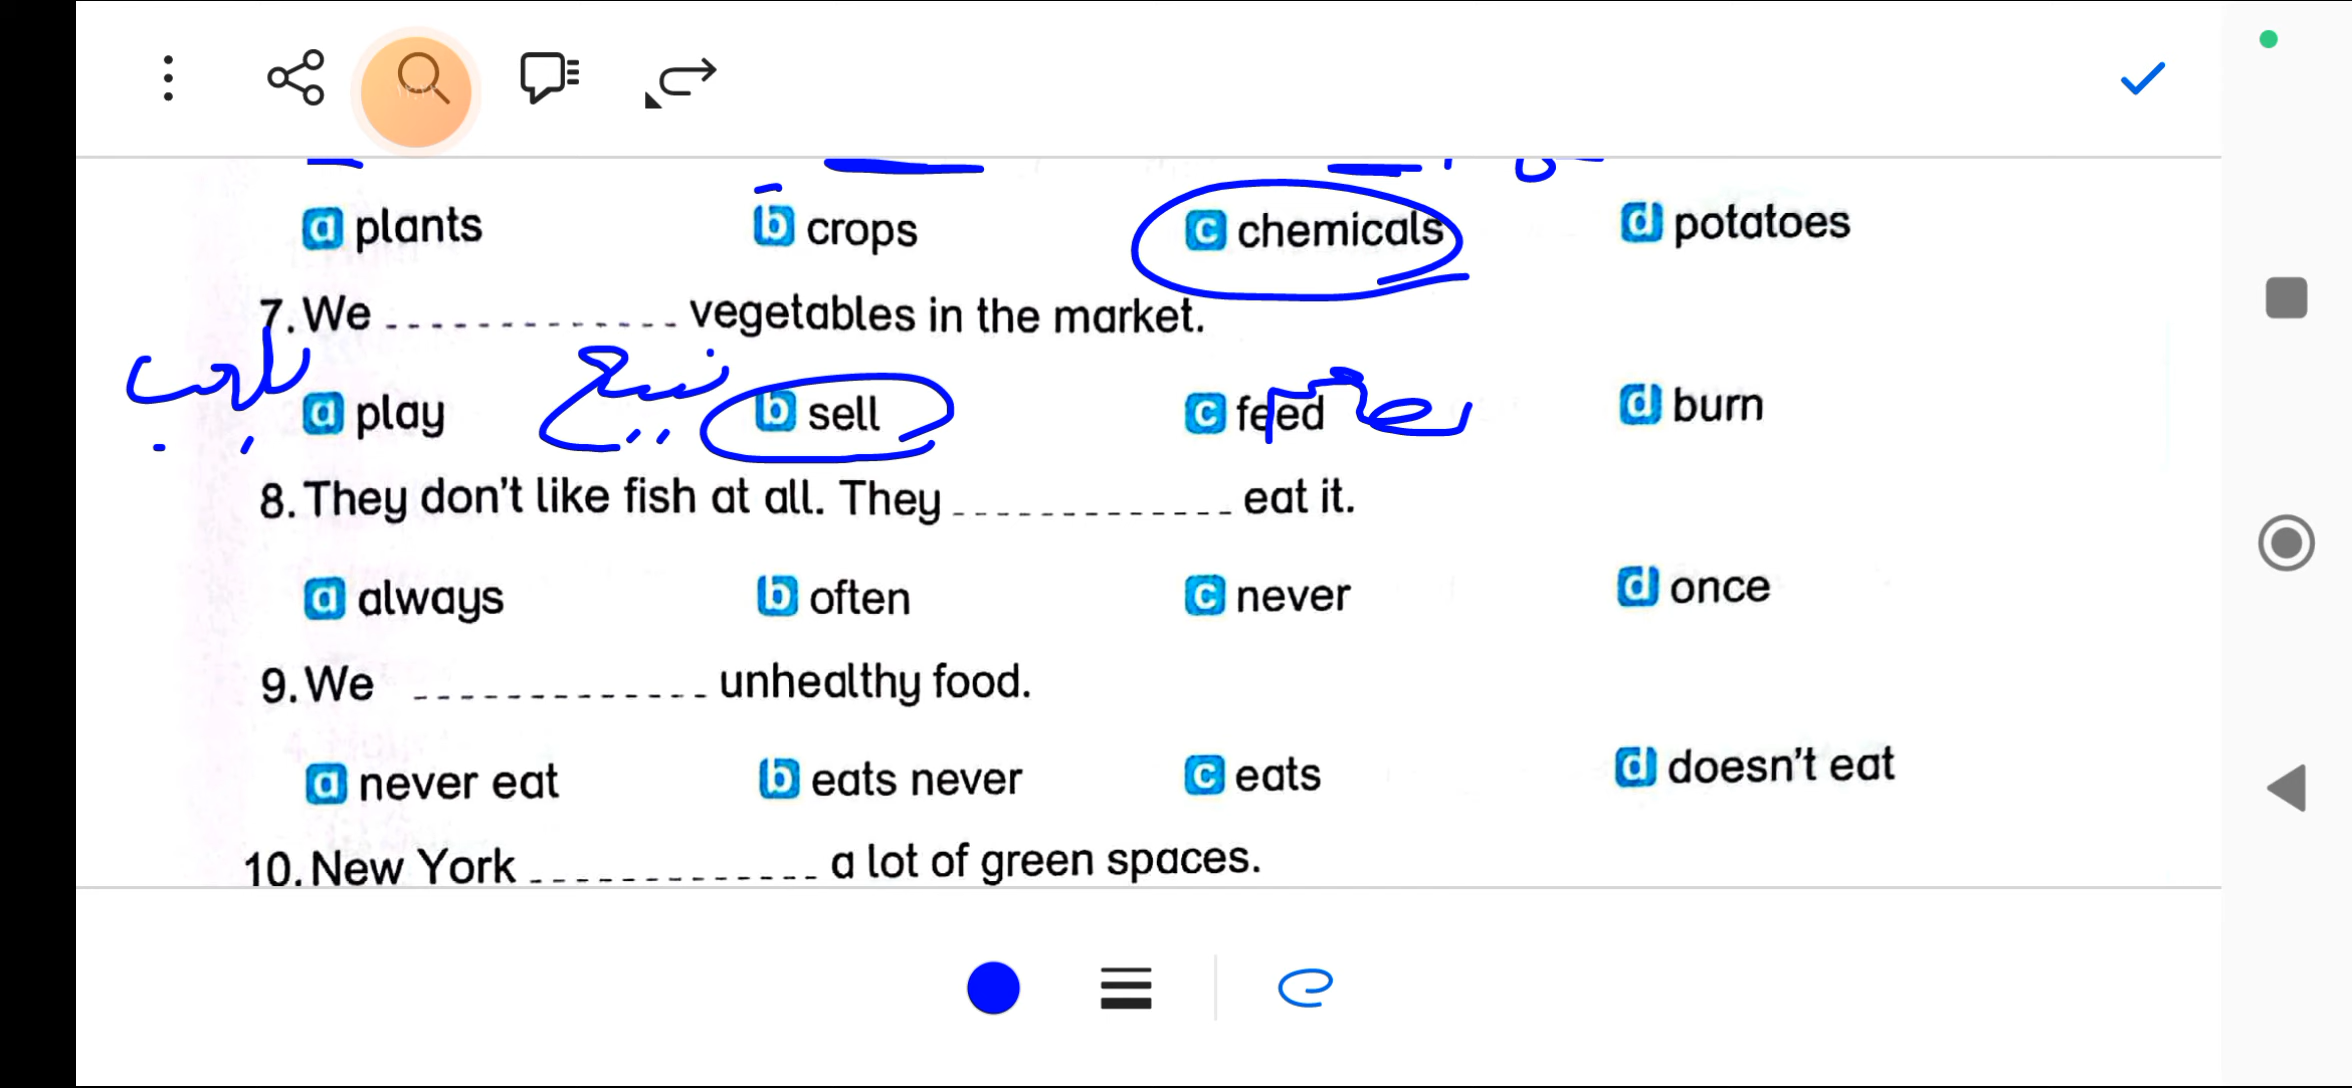 a plants b crops c chemicals d potatoes
7. We ------------- vegetables in the market.
نلعب نبيع نطعم
a play b sell c feed d burn
8. They don't like fish at all. They ------------- eat it.
a always b often c never d once
9. We ------------- unhealthy food.
a never eat b eats never c eats d doesn't eat
10. New York ------------- a lot of green spaces.